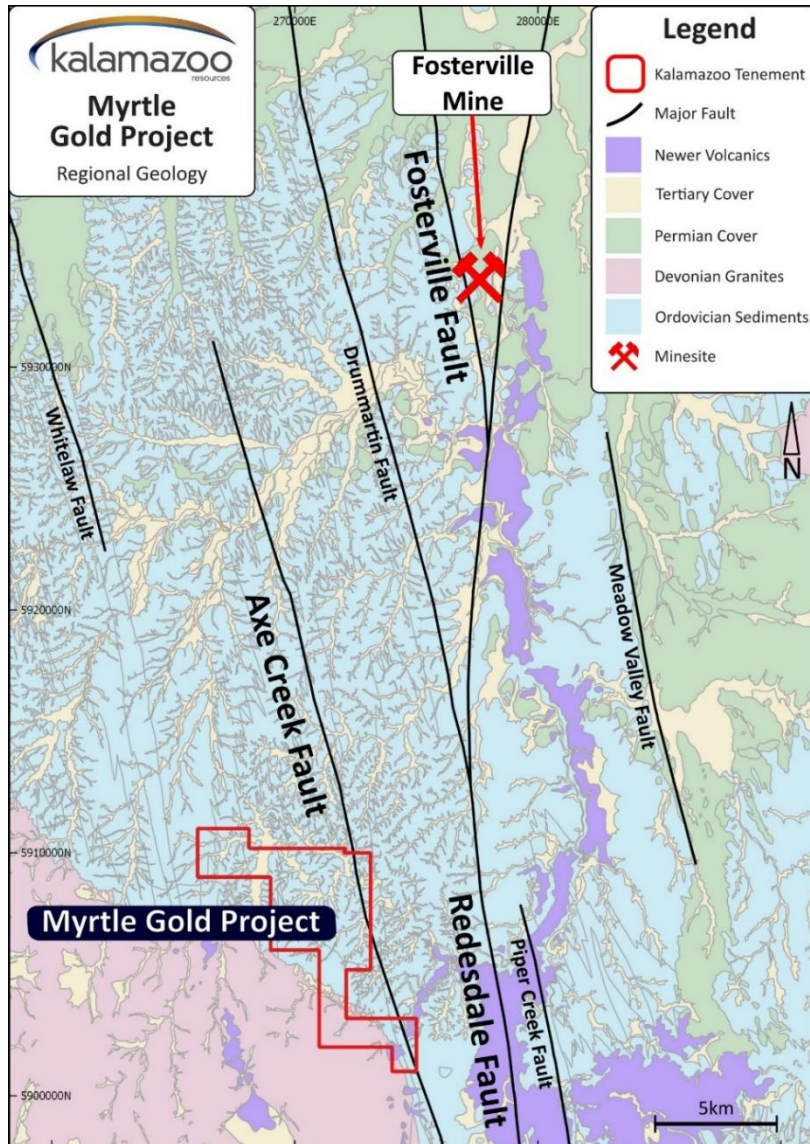 kalamazoo
resources
Myrtle
Gold Project
Regional Geology
270000E
280000E
Fosterville
Mine
Legend
Kalamazoo Tenement
Major Fault
Newer Volcanics
Tertiary Cover
Permian Cover
Devonian Granites
Ordovician Sediments
Minesite
N
Fosterville Fault
5930000N
Drummartin Fault
Whitelaw Fault
Meadow Valley Fault
5920000N
Axe Creek Fault
5910000N
Myrtle Gold Project
Redesdale Fault
Piper Creek Fault
5900000N
5km